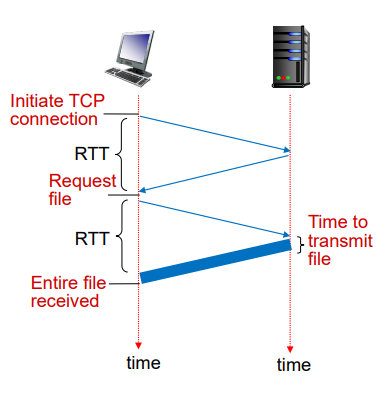 Initiate TCP
connection
RTT
Request
file
RTT
Time to
transmit
file
Entire file
received
time
time